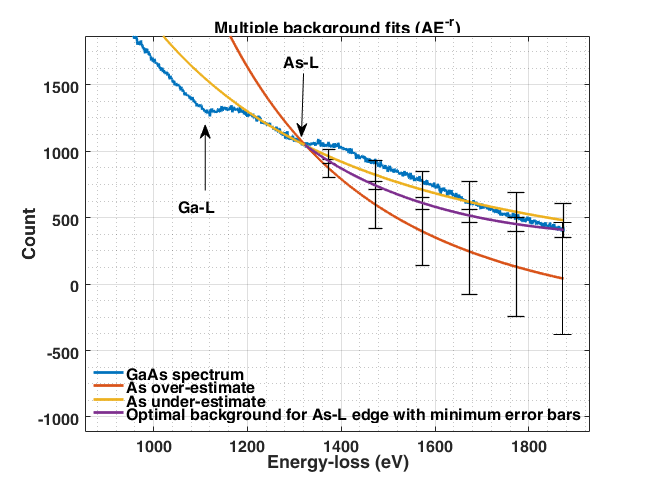 Multiple background fits (AE^-r)
As-L
Ga-L
1500
1000
500
0
-500
-1000
Count
GaAs spectrum
As over-estimate
As under-estimate
Optimal background for As-L edge with minimum error bars
1000 1200 1400 1600 1800
Energy-loss (eV)